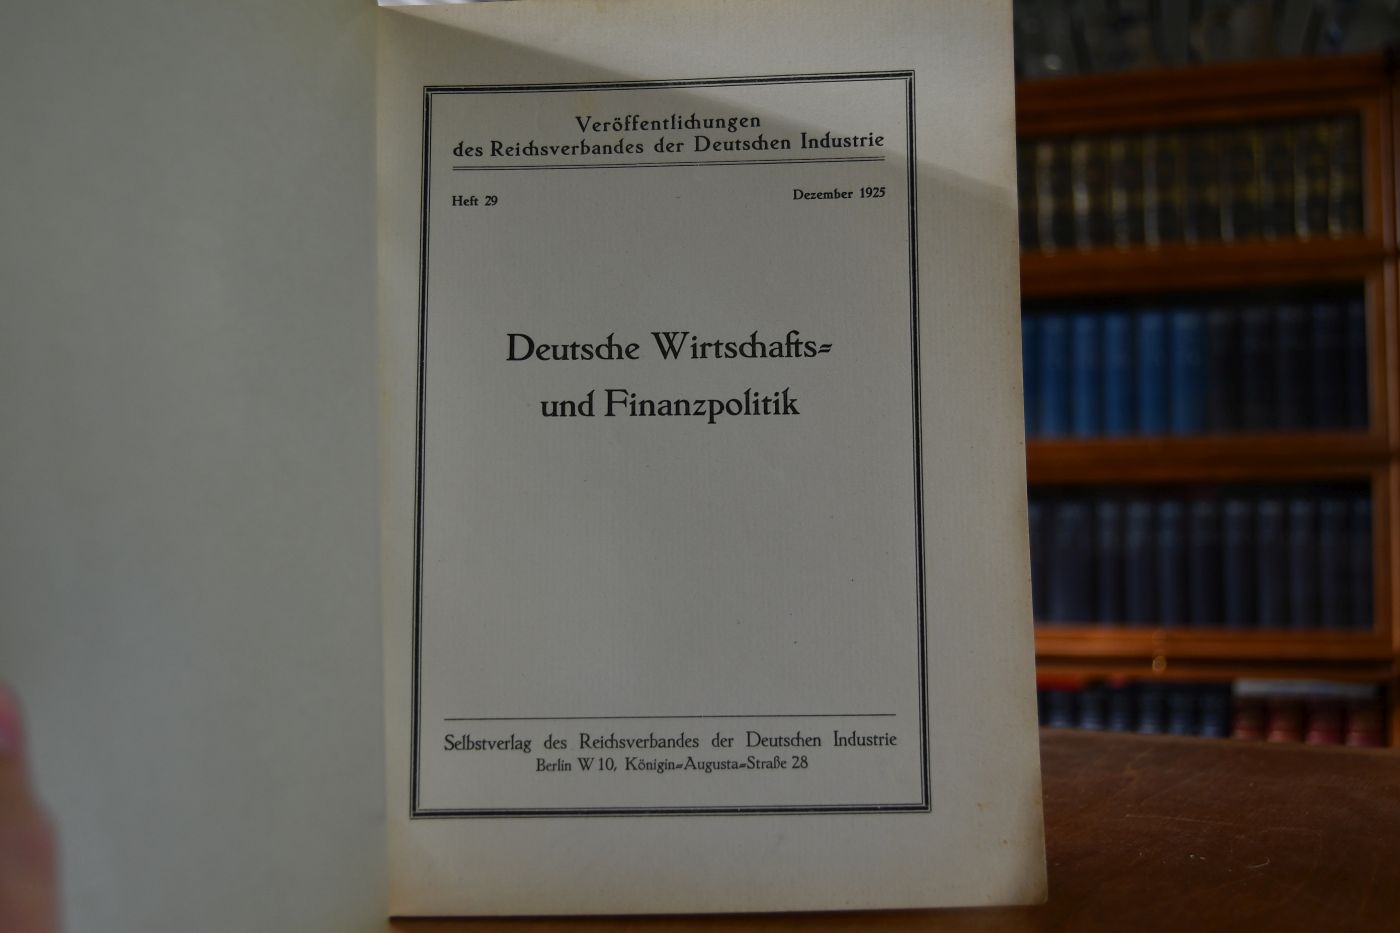 Veröffentlichungen
des Reichsverbandes der Deutschen Industrie
Heft 29 Dezember 1925
Deutsche Wirtschafts-
und Finanzpolitik
Selbstverlag des Reichsverbandes der Deutschen Industrie
Berlin W 10, Königin-Augusta-Straße 28